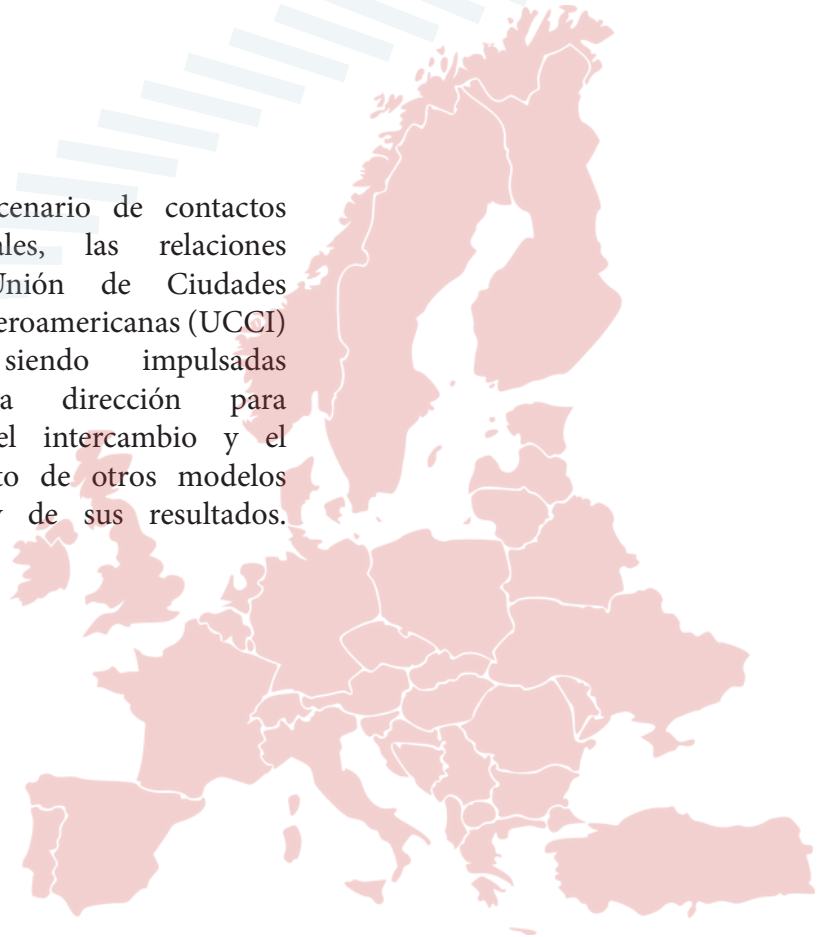 cenario de contactos
ales, las relaciones
Unión de Ciudades
eroamericanas (UCCI)
siendo impulsadas
a dirección para
el intercambio y el
to de otros modelos
y de sus resultados.